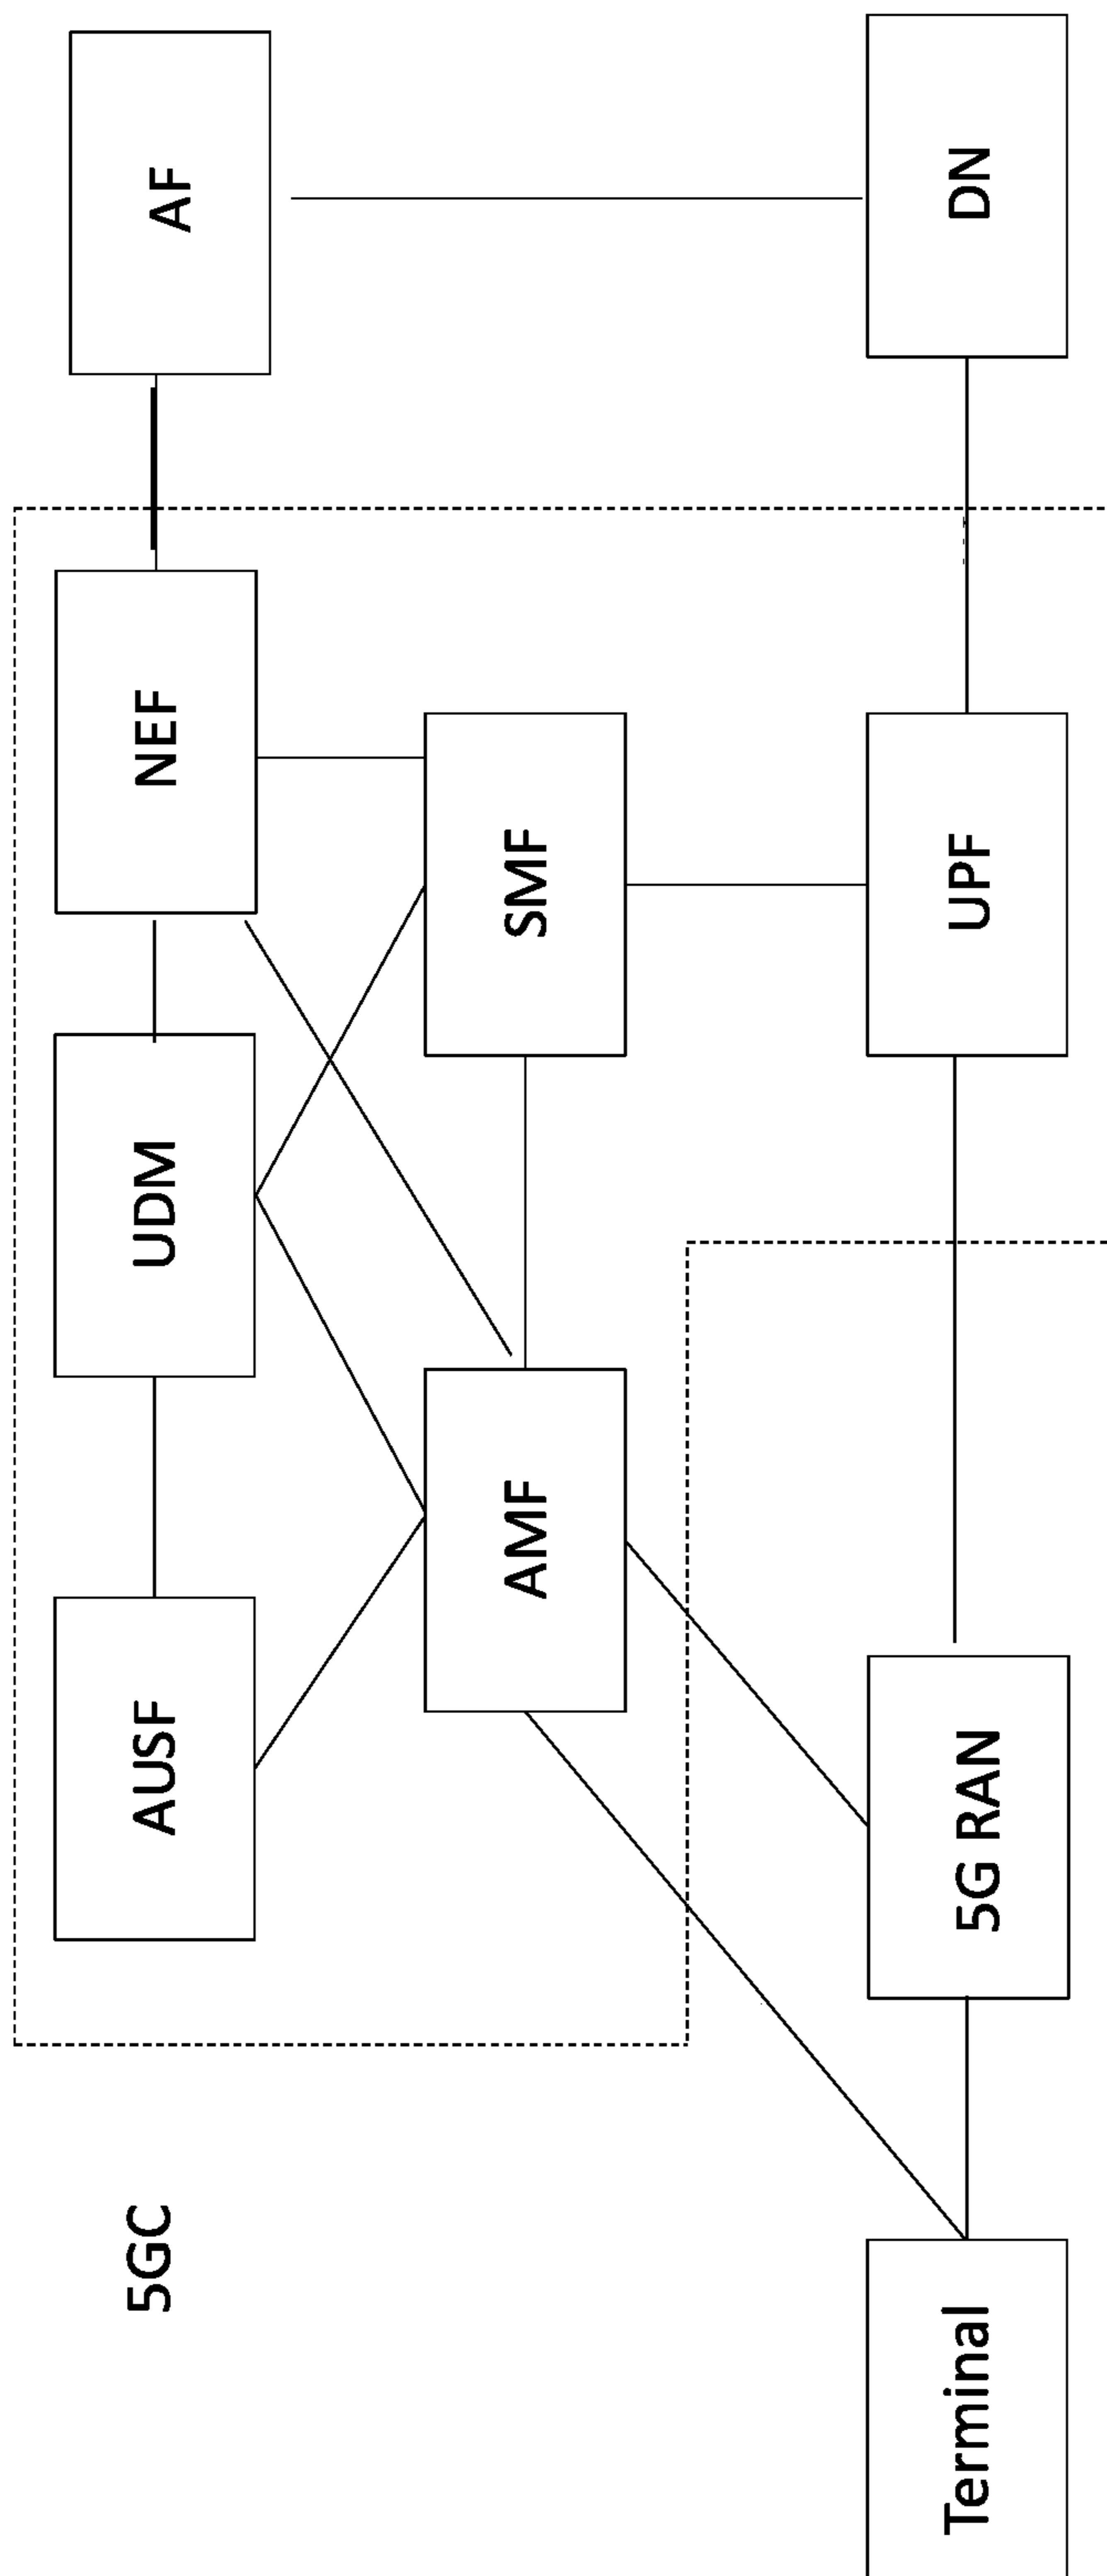 5GC
AUSF
UDM
NEF
AF
AMF
SMF
Terminal
5G RAN
UPF
DN